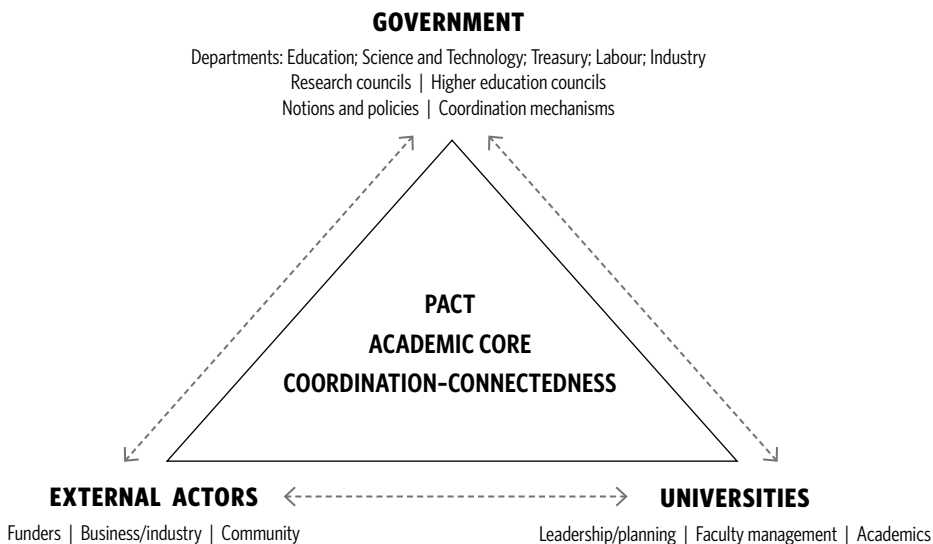 GOVERNMENT
Departments: Education; Science and Technology; Treasury; Labour; Industry
Research councils | Higher education councils
Notions and policies | Coordination mechanisms
PACT
ACADEMIC CORE
COORDINATION–CONNECTEDNESS
EXTERNAL ACTORS
Funders | Business/industry | Community
UNIVERSITIES
Leadership/planning | Faculty management | Academics